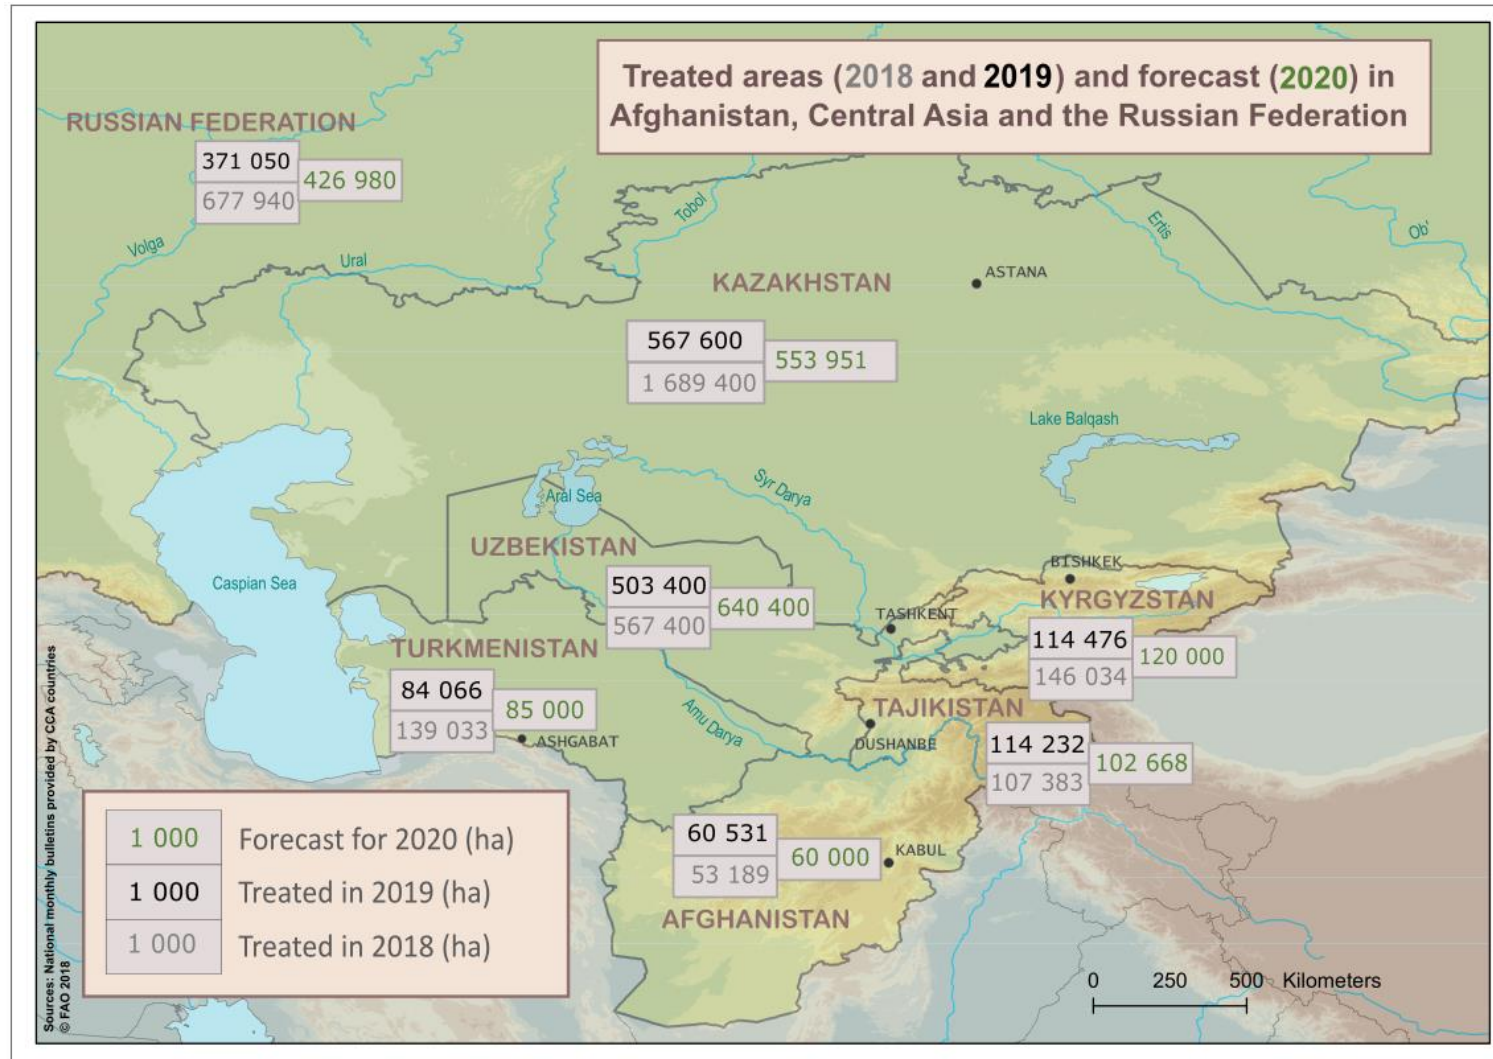 Treated areas (2018 and 2019) and forecast (2020) in
Afghanistan, Central Asia and the Russian Federation
RUSSIAN FEDERATION
371 050
426 980
677 940
Volga
Ural
Tobol
Ertis
Ob'
KAZAKHSTAN
ASTANA
567 600
553 951
1 689 400
Lake Balqash
Aral Sea
Syr Darya
UZBEKISTAN
503 400
640 400
567 400
Caspian Sea
BISHKEK
KYRGYZSTAN
TASHKENT
114 476
120 000
146 034
TURKMENISTAN
84 066
85 000
139 033
ASHGABAT
Amu Darya
TAJIKISTAN
DUSHANBE
114 232
102 668
107 383
60 531
60 000
53 189
KABUL
AFGHANISTAN
1 000 Forecast for 2020 (ha)
1 000 Treated in 2019 (ha)
1 000 Treated in 2018 (ha)
0 250 500 Kilometers
Sources: National monthly bulletins provided by CCA countries
© FAO 2018